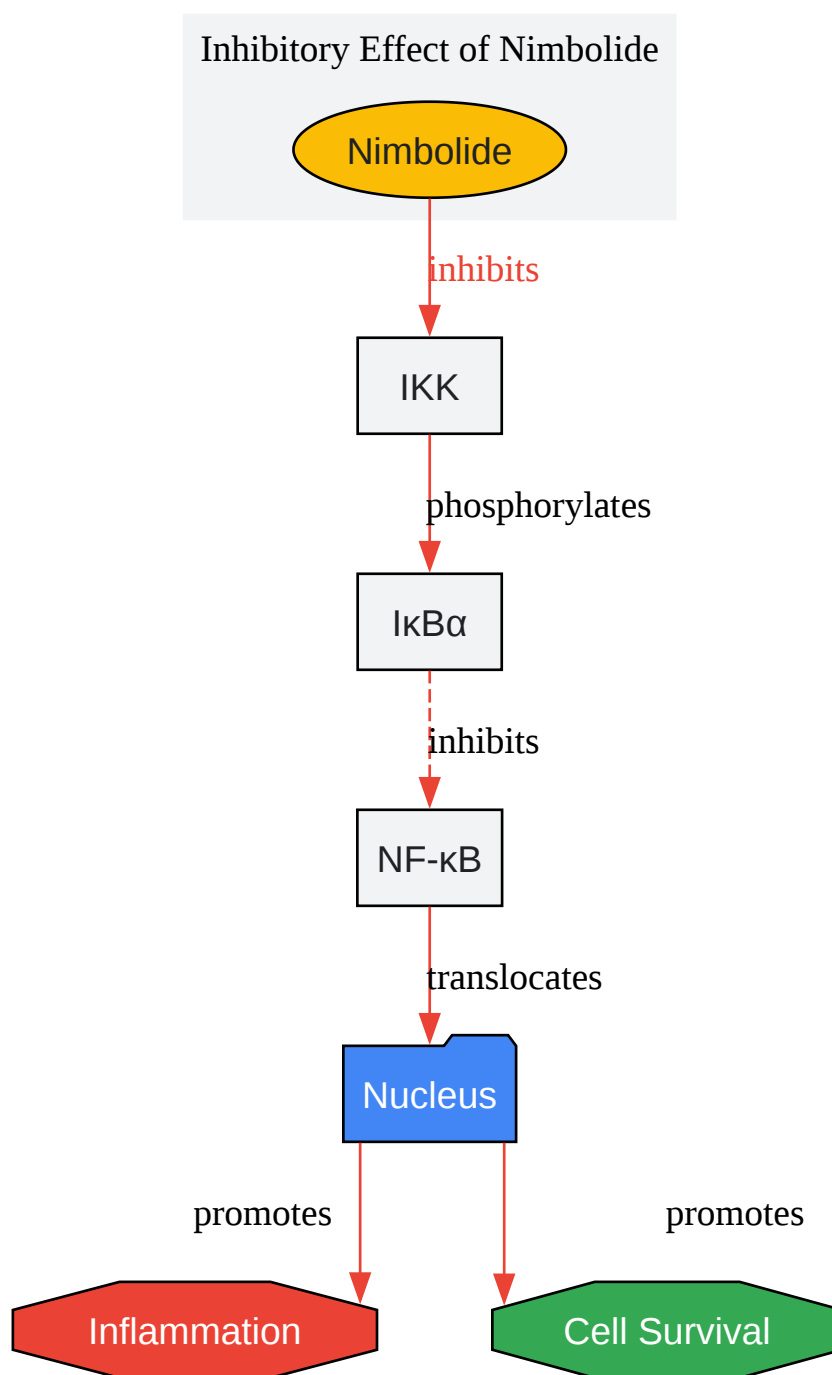 Inhibitory Effect of Nimbolide
Nimbolide
inhibits
IKK
phosphorylates
IκBα
inhibits
NF-κB
translocates
Nucleus
promotes
promotes
Inflammation
Cell Survival